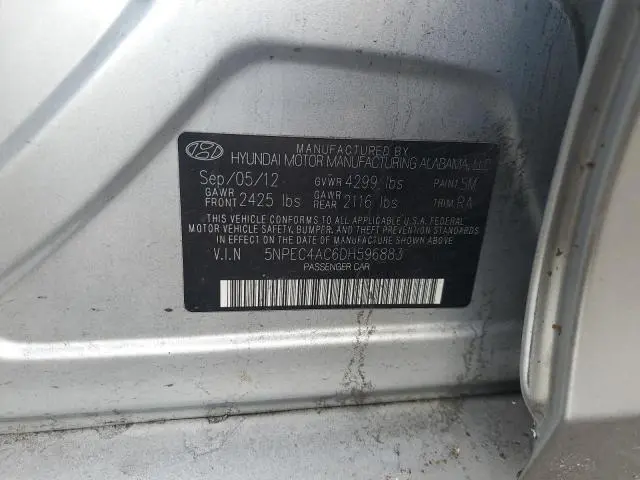 MANUFACTURED BY
HYUNDAI MOTOR MANUFACTURING ALABAMA, LLC
Sep/05/12 GVWR 4299 lbs PAINT 5M
GAWR FRONT 2425 lbs GAWR REAR 2116 lbs TRIM RA
THIS VEHICLE CONFORMS TO ALL APPLICABLE U.S.A. FEDERAL
MOTOR VEHICLE SAFETY, BUMPER, AND THEFT PREVENTION STANDARDS
IN EFFECT ON THE DATE OF MANUFACTURE SHOWN ABOVE.
V.I.N 5NPEC4AC6DH596883
PASSENGER CAR